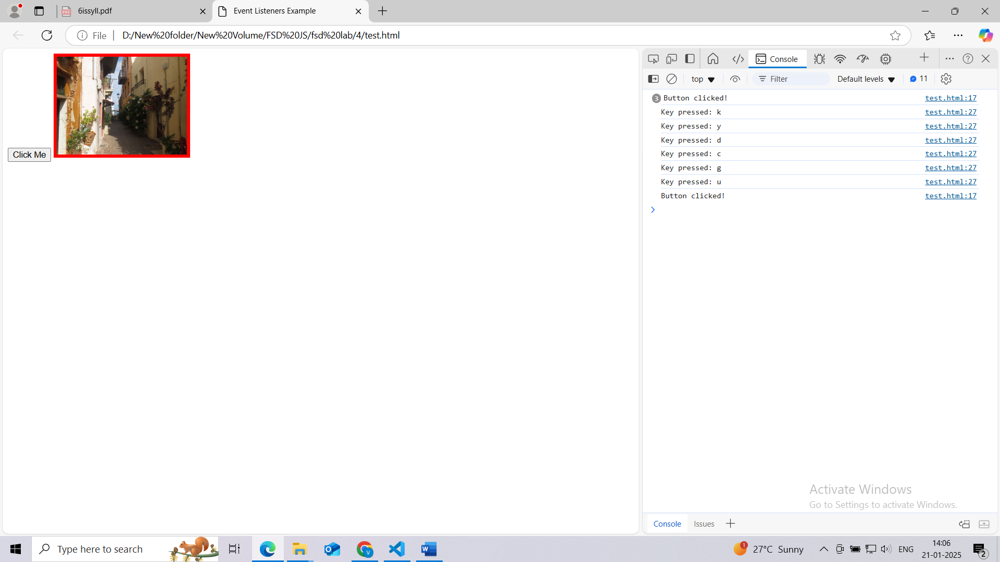 6issyll.pdf
Event Listeners Example
File
D:/New%20folder/New%20Volume/FSD%20JS/fsd%20lab/4/test.html
Console
top
Filter
Default levels
11
3 Button clicked! test.html:17
Key pressed: k test.html:27
Key pressed: y test.html:27
Key pressed: d test.html:27
Key pressed: c test.html:27
Key pressed: g test.html:27
Key pressed: u test.html:27
Button clicked! test.html:17
Click Me
Activate Windows
Go to Settings to activate Windows.
Console
Issues
Type here to search
1
27°C Sunny
ENG
14:06
21-01-2025
2